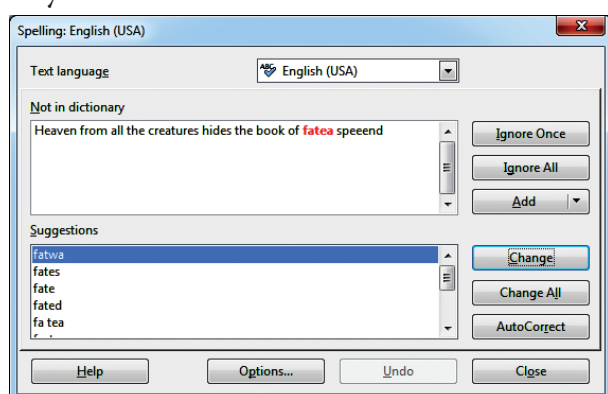 Spelling: English (USA)
Text language
ABC English (USA)
Not in dictionary
Heaven from all the creatures hides the book of fatea speeend
Ignore Once
Ignore All
Add
Suggestions
fatwa
fates
fate
fated
fa tea
Change
Change All
AutoCorrect
Help
Options...
Undo
Close